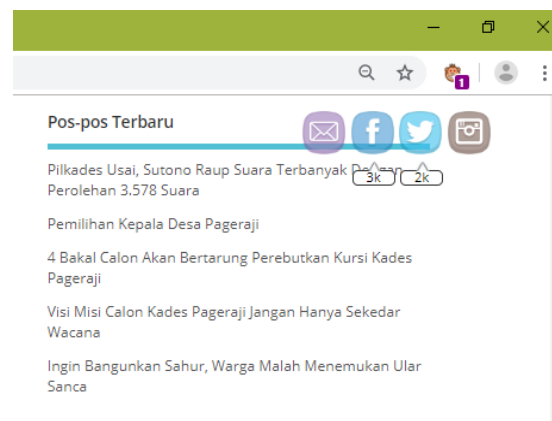 1
Pos-pos Terbaru
f
Pilkades Usai, Sutono Raup Suara Terbanyak Dengan
3k
2k
Perolehan 3.578 Suara
Pemilihan Kepala Desa Pageraji
4 Bakal Calon Akan Bertarung Perebutkan Kursi Kades
Pageraji
Visi Misi Calon Kades Pageraji Jangan Hanya Sekedar
Wacana
Ingin Bangunkan Sahur, Warga Malah Menemukan Ular
Sanca